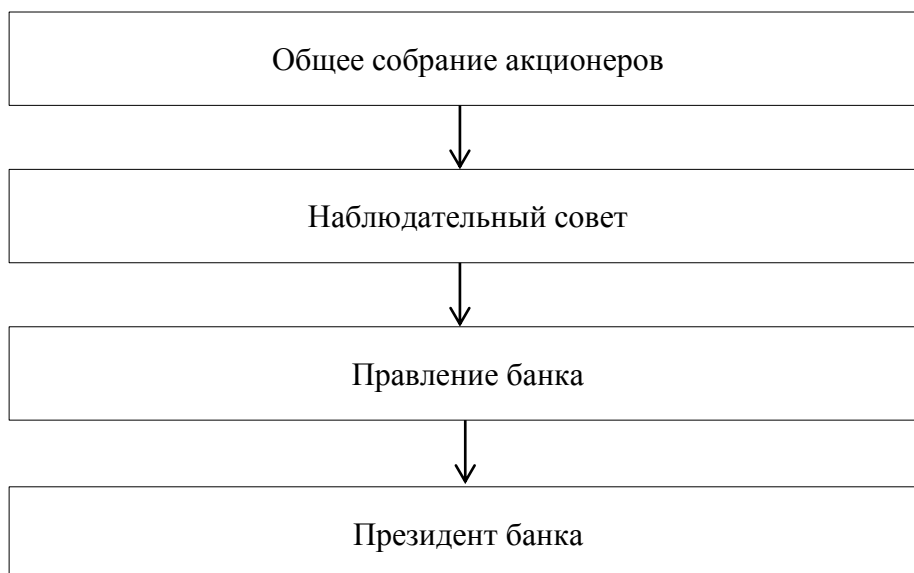 Общее собрание акционеров
Наблюдательный совет
Правление банка
Президент банка